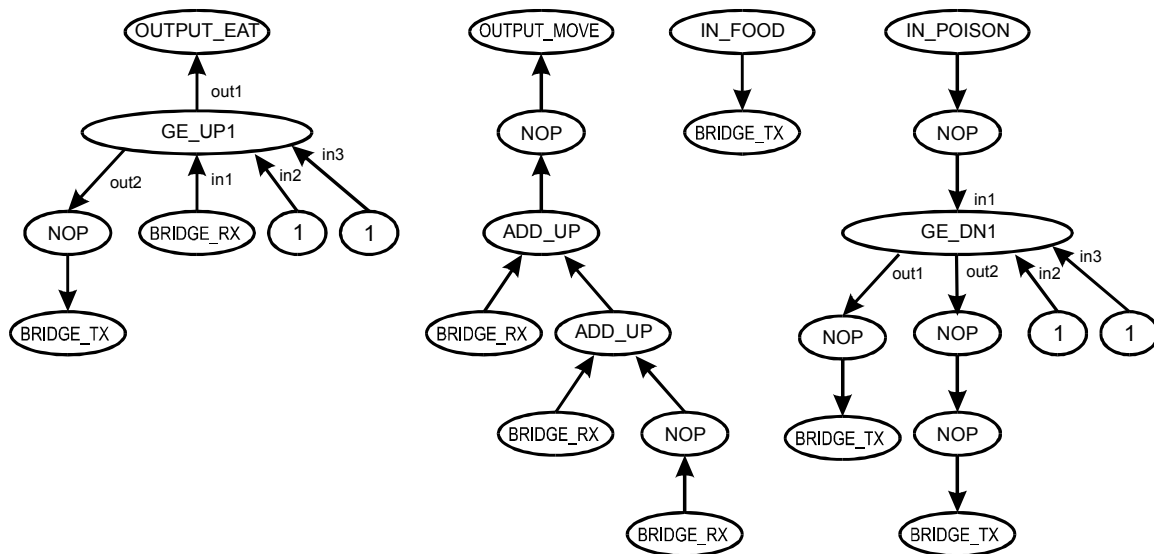 OUTPUT_EAT
out1
GE_UP1
out2
in1
in2
in3
NOP
BRIDGE_RX
1
1
BRIDGE_TX
OUTPUT_MOVE
NOP
ADD_UP
BRIDGE_RX
ADD_UP
BRIDGE_RX
NOP
BRIDGE_RX
IN_FOOD
BRIDGE_TX
IN_POISON
NOP
in1
GE_DN1
out1
out2
in2
in3
NOP
NOP
1
1
BRIDGE_TX
NOP
BRIDGE_TX